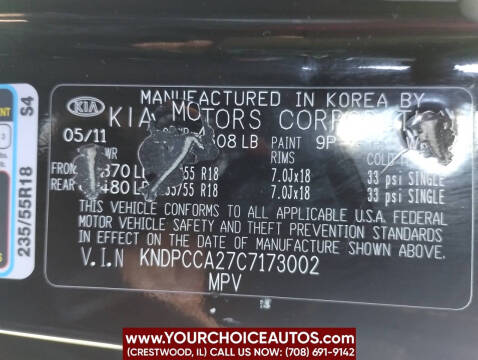 MANUFACTURED IN KOREA BY
KIA MOTORS
05/11 608 LB PAINT 9P
WR RIMS
FRONT 370 L 55 R18 7.0Jx18 33 psi SINGLE
REAR 480 L 55 R18 7.0Jx18 33 psi SINGLE
THIS VEHICLE CONFORMS TO ALL APPLICABLE U.S.A. FEDERAL
MOTOR VEHICLE SAFETY AND THEFT PREVENTION STANDARDS
IN EFFECT ON THE DATE OF MANUFACTURE SHOWN ABOVE.
V.I.N KNDPCCA27C7173002
MPV
235/55R18 S4
WWW.YOURCHOICEAUTOS.COM
(CRESTWOOD, IL) CALL US NOW: (708) 691-9142